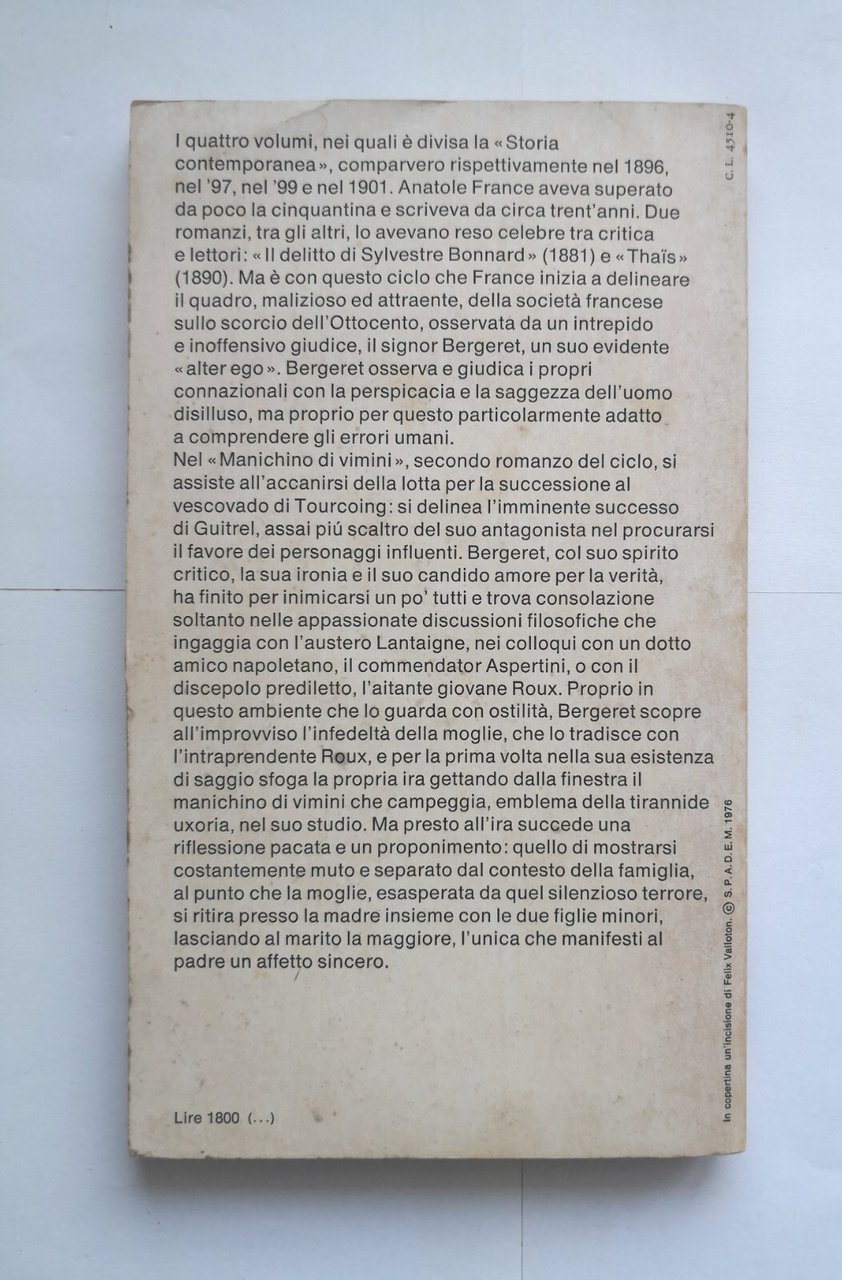 I quattro volumi, nei quali è divisa la «Storia
contemporanea», comparvero rispettivamente nel 1896,
nel '97, nel '99 e nel 1901. Anatole France aveva superato
da poco la cinquantina e scriveva da circa trent'anni. Due
romanzi, tra gli altri, lo avevano reso celebre tra critica
e lettori: «Il delitto di Sylvestre Bonnard» (1881) e «Thaïs»
(1890). Ma è con questo ciclo che France inizia a delineare
il quadro, malizioso ed attraente, della società francese
sullo scorcio dell'Ottocento, osservata da un intrepido
e inoffensivo giudice, il signor Bergeret, un suo evidente
«alter ego». Bergeret osserva e giudica i propri
connazionali con la perspicacia e la saggezza dell'uomo
disilluso, ma proprio per questo particolarmente adatto
a comprendere gli errori umani.
Nel «Manichino di vimini», secondo romanzo del ciclo, si
assiste all'accanirsi della lotta per la successione al
vescovado di Tourcoing: si delinea l'imminente successo
di Guitrel, assai piú scaltro del suo antagonista nel procurarsi
il favore dei personaggi influenti. Bergeret, col suo spirito
critico, la sua ironia e il suo candido amore per la verità,
ha finito per inimicarsi un po' tutti e trova consolazione
soltanto nelle appassionate discussioni filosofiche che
ingaggia con l'austero Lantaigne, nei colloqui con un dotto
amico napoletano, il commendator Aspertini, o con il
discepolo prediletto, l'aitante giovane Roux. Proprio in
questo ambiente che lo guarda con ostilità, Bergeret scopre
all'improvviso l'infedeltà della moglie, che lo tradisce con
l'intraprendente Roux, e per la prima volta nella sua esistenza
di saggio sfoga la propria ira gettando dalla finestra il
manichino di vimini che campeggia, emblema della tirannide
uxoria, nel suo studio. Ma presto all'ira succede una
riflessione pacata e un proponimento: quello di mostrarsi
costantemente muto e separato dal contesto della famiglia,
al punto che la moglie, esasperata da quel silenzioso terrore,
si ritira presso la madre insieme con le due figlie minori,
lasciando al marito la maggiore, l'unica che manifesti al
padre un affetto sincero.
Lire 1800 (...)
C. L. 4510-4
In copertina un'incisione di Felix Valloton. © S.P.A.D.E.M. 1976